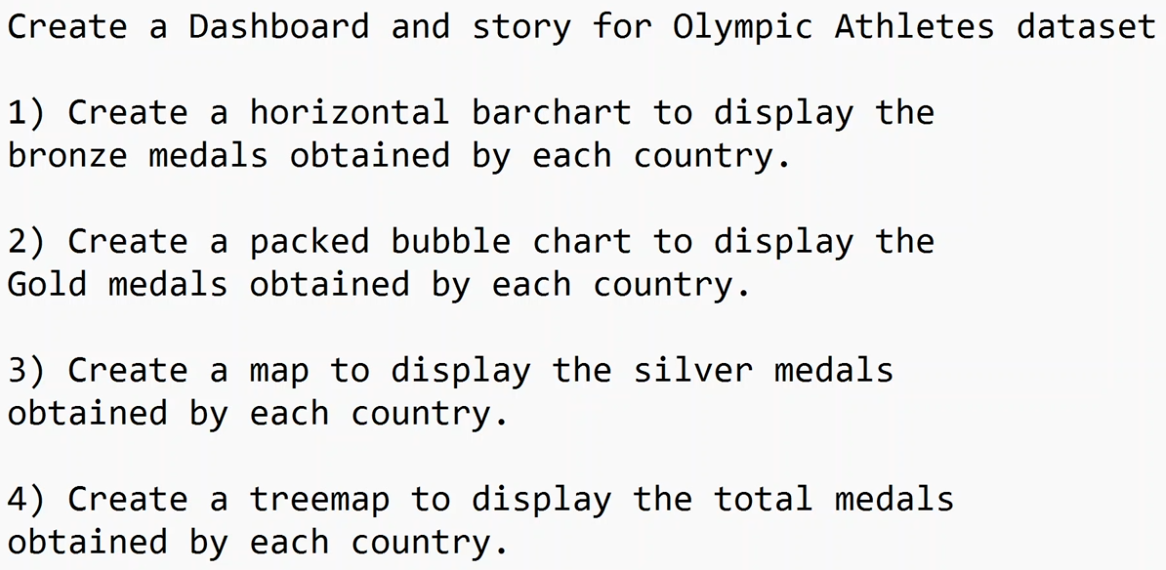 Create a Dashboard and story for Olympic Athletes dataset
1) Create a horizontal barchart to display the
bronze medals obtained by each country.
2) Create a packed bubble chart to display the
Gold medals obtained by each country.
3) Create a map to display the silver medals
obtained by each country.
4) Create a treemap to display the total medals
obtained by each country.